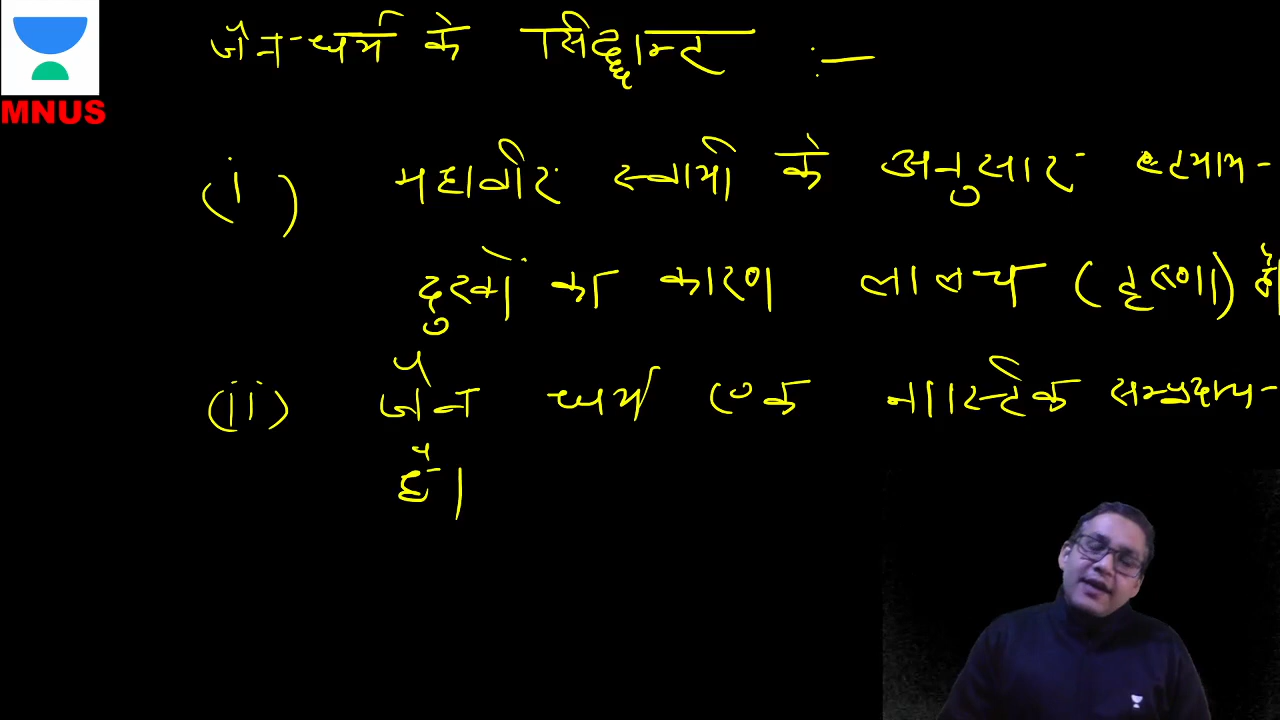 MNUS
जैन-धर्म के सिद्धान्त :—
(i) महावीर स्वामी के अनुसार
दुखों का कारण लालच (तृष्णा) है।
(ii) जैन धर्म एक नास्तिक सम्प्रदाय-
है।